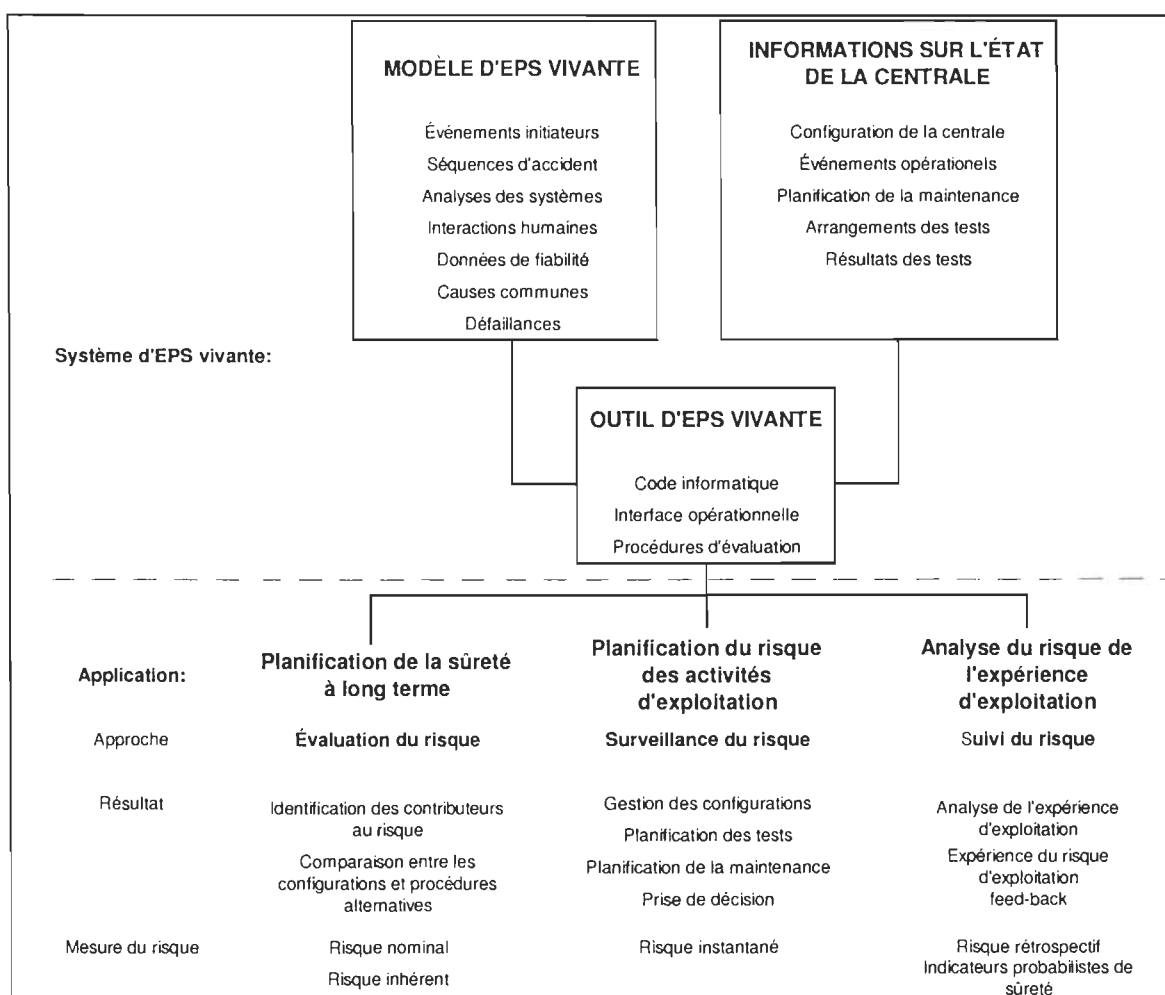 MODÈLE D'EPS VIVANTE
Événements initiateurs
Séquences d'accident
Analyses des systèmes
Interactions humaines
Données de fiabilité
Causes communes
Défaillances
INFORMATIONS SUR L'ÉTAT
DE LA CENTRALE
Configuration de la centrale
Événements opérationels
Planification de la maintenance
Arrangements des tests
Résultats des tests
Système d'EPS vivante:
OUTIL D'EPS VIVANTE
Code informatique
Interface opérationnelle
Procédures d'évaluation
Application:
Planification de la sûreté
à long terme
Planification du risque
des activités
d'exploitation
Analyse du risque de
l'expérience
d'exploitation
Approche
Évaluation du risque
Surveillance du risque
Suivi du risque
Résultat
Identification des contributeurs
au risque
Comparaison entre les
configurations et procédures
alternatives
Gestion des configurations
Planification des tests
Planification de la maintenance
Prise de décision
Analyse de l'expérience
d'exploitation
Expérience du risque
d'exploitation
feed-back
Mesure du risque
Risque nominal
Risque inhérent
Risque instantané
Risque rétrospectif
Indicateurs probabilistes de
sûreté